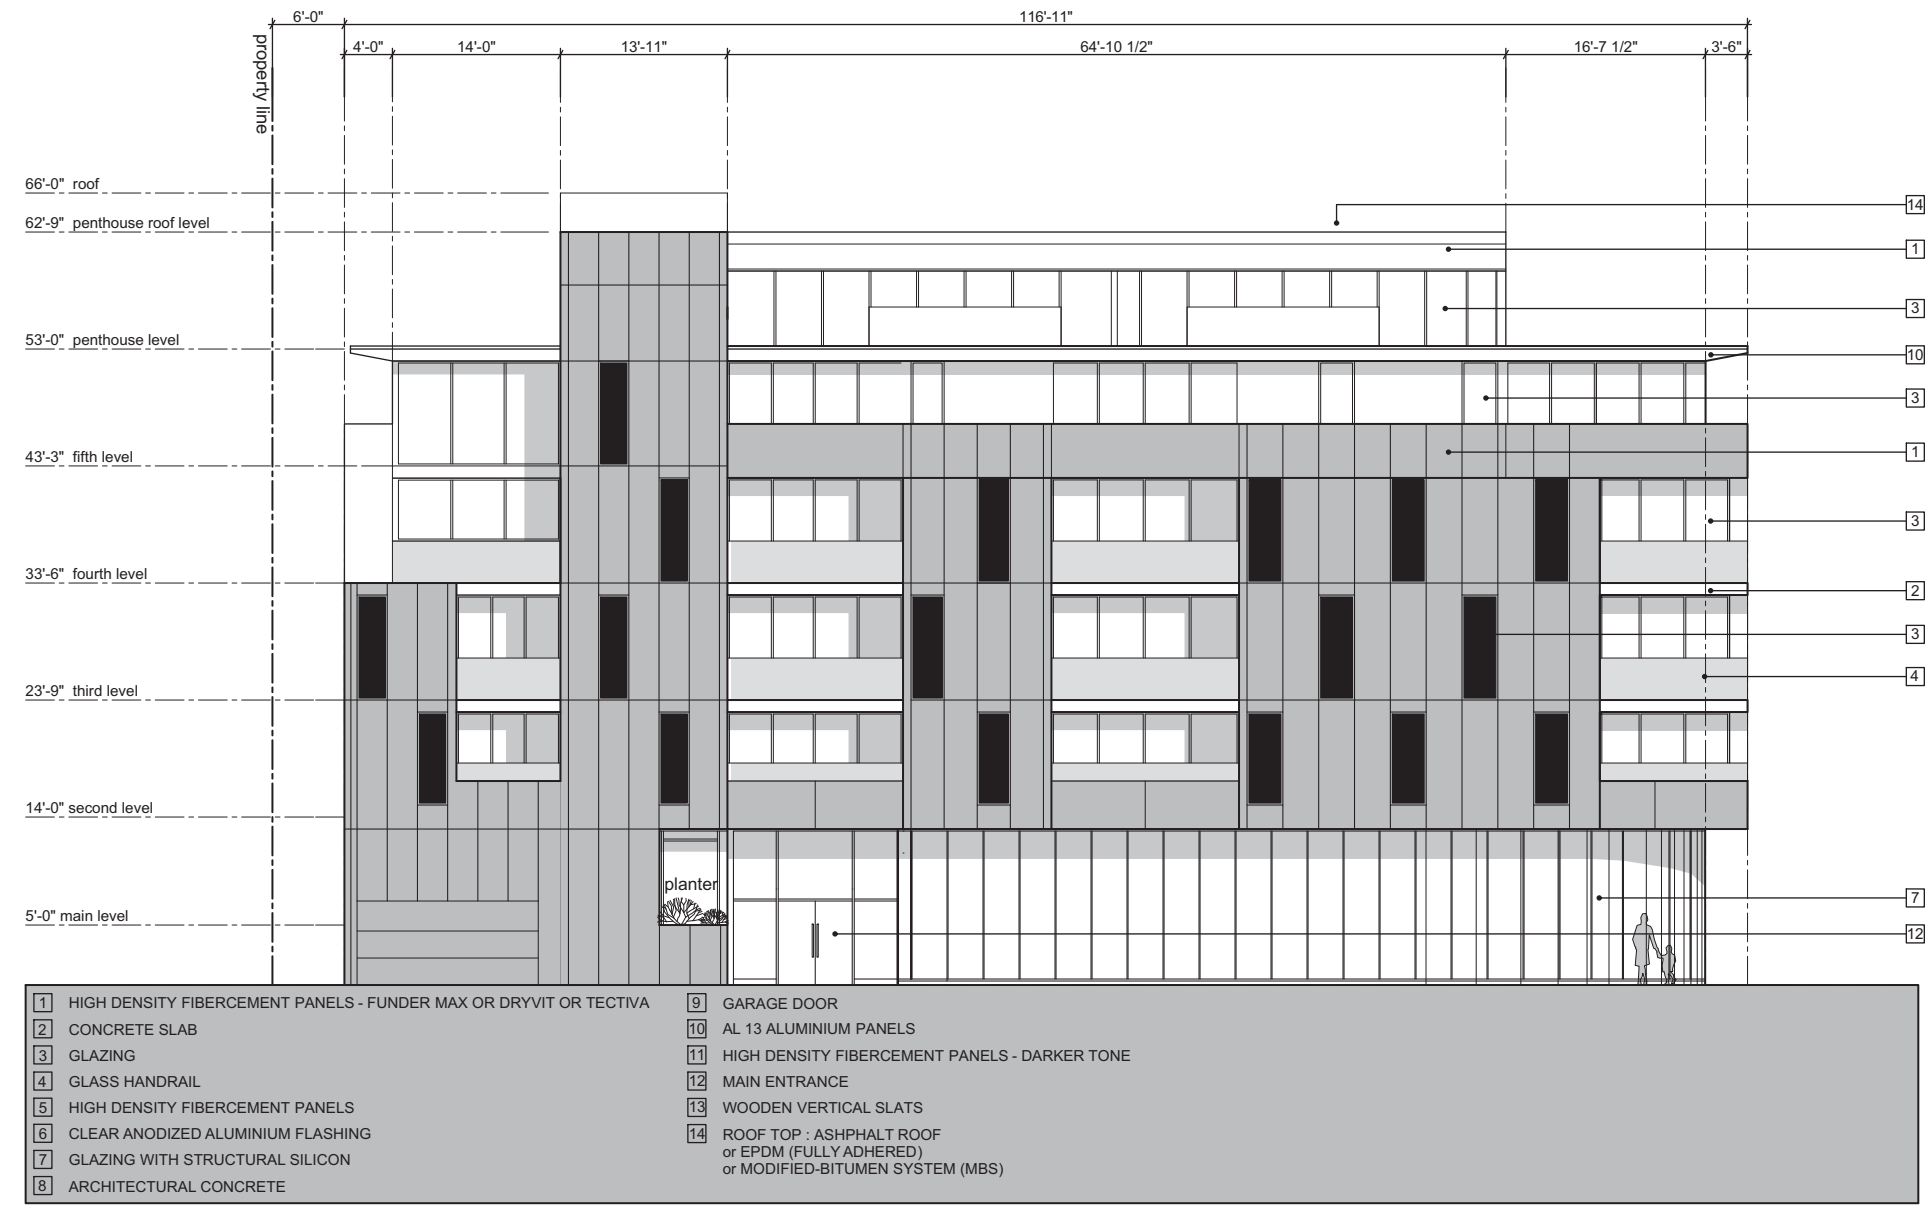 6'-0"
116'-11"
4'-0"
14'-0"
13'-11"
64'-10 1/2"
16'-7 1/2"
3'-6"
property line
66'-0" roof
62'-9" penthouse roof level
53'-0" penthouse level
43'-3" fifth level
33'-6" fourth level
23'-9" third level
14'-0" second level
5'-0" main level
14
1
3
10
3
1
3
2
3
4
7
12
planter
1 HIGH DENSITY FIBERCEMENT PANELS - FUNDER MAX OR DRYVIT OR TECTIVA
2 CONCRETE SLAB
3 GLAZING
4 GLASS HANDRAIL
5 HIGH DENSITY FIBERCEMENT PANELS
6 CLEAR ANODIZED ALUMINIUM FLASHING
7 GLAZING WITH STRUCTURAL SILICON
8 ARCHITECTURAL CONCRETE
9 GARAGE DOOR
10 AL 13 ALUMINIUM PANELS
11 HIGH DENSITY FIBERCEMENT PANELS - DARKER TONE
12 MAIN ENTRANCE
13 WOODEN VERTICAL SLATS
14 ROOF TOP : ASHPHALT ROOF
or EPDM (FULLY ADHERED)
or MODIFIED-BITUMEN SYSTEM (MBS)